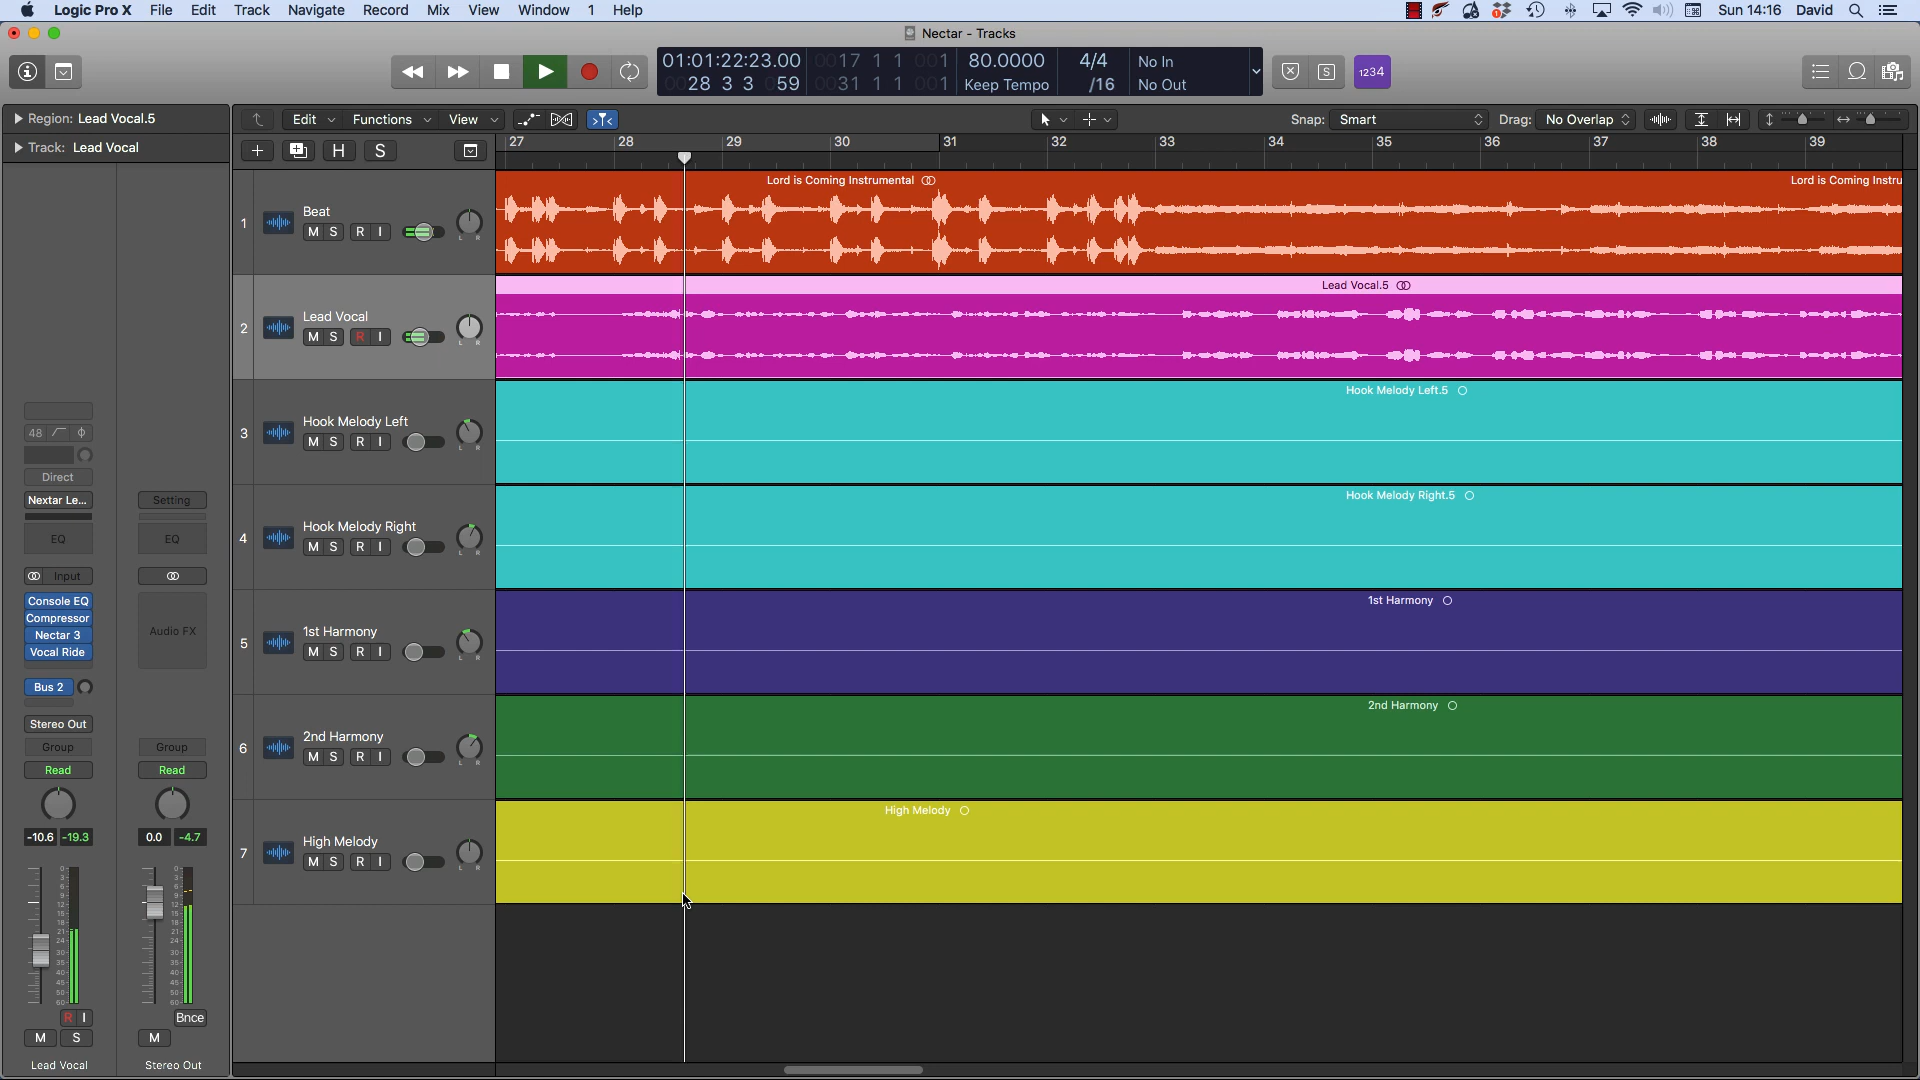 Logic Pro X File Edit Track Navigate Record Mix View Window 1 Help Sun 14:16 David
Nectar - Tracks
01:01:22:23.00 0017 1 1 001 80.0000 4/4 No In
0028 3 3 059 0031 1 1 001 Keep Tempo /16 No Out
S 1234
Region: Lead Vocal.5
Track: Lead Vocal
Edit Functions View Snap: Smart Drag: No Overlap
H S
27 28 29 30 31 32 33 34 35 36 37 38 39
Lord is Coming Instrumental Lord is Coming Instru
1 Beat
M S R I L R
Lead Vocal.5
2 Lead Vocal
M S R I L R
Hook Melody Left.5
3 Hook Melody Left
M S R I L R
Hook Melody Right.5
4 Hook Melody Right
M S R I L R
1st Harmony
5 1st Harmony
M S R I L R
2nd Harmony
6 2nd Harmony
M S R I L R
High Melody
7 High Melody
M S R I L R
48
Direct
Nextar Le... Setting
EQ EQ
Input
Console EQ
Compressor
Nectar 3
Vocal Ride
Audio FX
Bus 2
Stereo Out
Group Group
Read Read
-10.6 -19.3 0.0 -4.7
R I Bnce
M S M
Lead Vocal Stereo Out